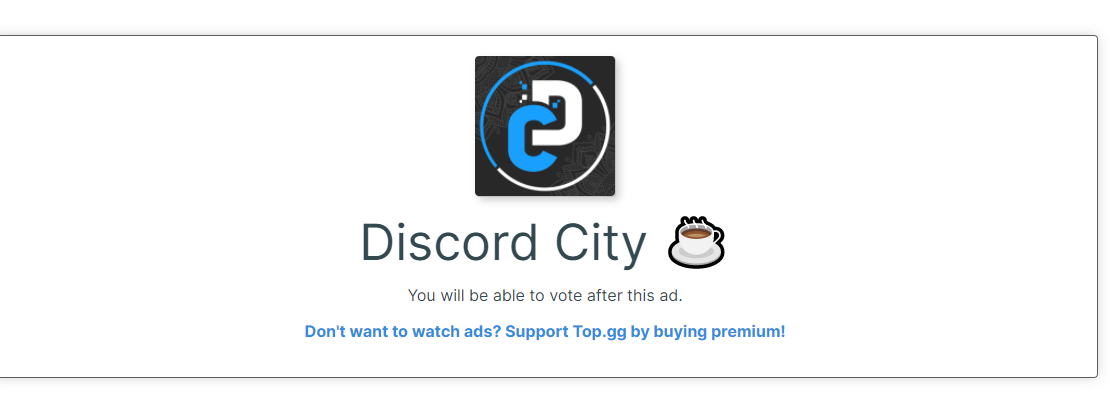 DC
Discord City ☕
You will be able to vote after this ad.
Don't want to watch ads? Support Top.gg by buying premium!